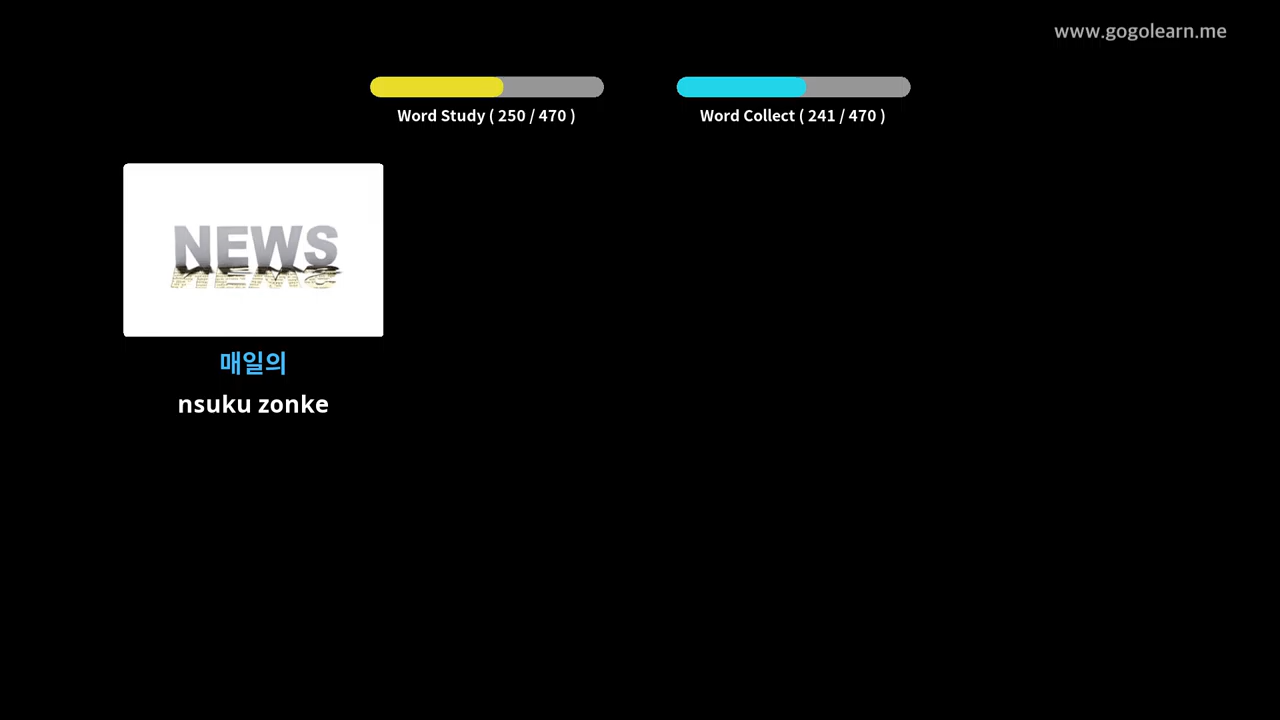 www.gogolearn.me
Word Study ( 250 / 470 )
Word Collect ( 241 / 470 )
NEWS
매일의
nsuku zonke